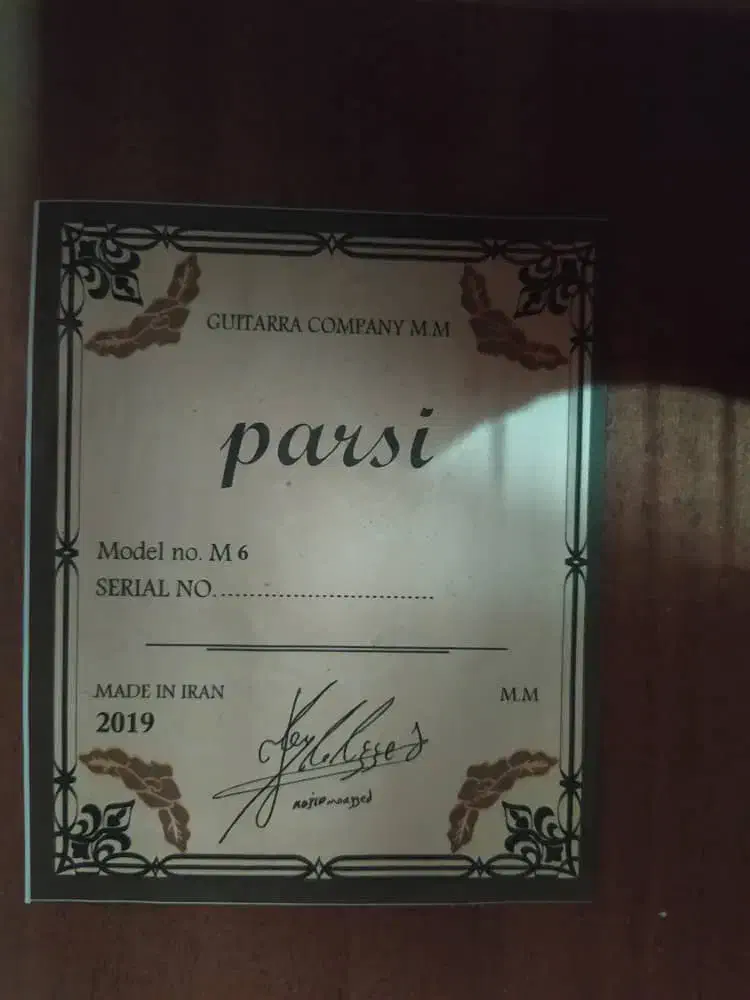 GUITARRA COMPANY M.M
parsi
Model no. M 6
SERIAL NO...............................
MADE IN IRAN
M.M
2019